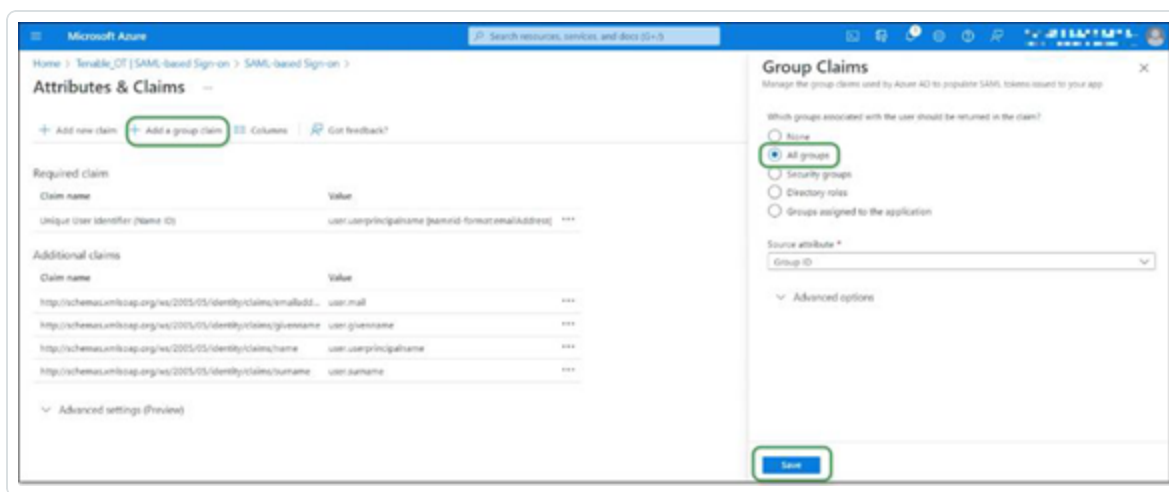 Microsoft Azure
Search resources, services, and docs (G+/)
Home > Tenable_OT | SAML-based Sign-on > SAML-based Sign-on >
Attributes & Claims ...
+ Add new claim + Add a group claim Columns Got feedback?
Required claim
Claim name Value
Unique User Identifier (Name ID) user.userprincipalname [nameid-format:emailAddress] ...
Additional claims
Claim name Value
http://schemas.xmlsoap.org/ws/2005/05/identity/claims/emailadd... user.mail ...
http://schemas.xmlsoap.org/ws/2005/05/identity/claims/givenname user.givenname ...
http://schemas.xmlsoap.org/ws/2005/05/identity/claims/name user.userprincipalname ...
http://schemas.xmlsoap.org/ws/2005/05/identity/claims/surname user.surname ...
Advanced settings (Preview)
Group Claims
Manage the group claims used by Azure AD to populate SAML tokens issued to your app
Which groups associated with the user should be returned in the claim?
None
All groups
Security groups
Directory roles
Groups assigned to the application
Source attribute *
Group ID
Advanced options
Save